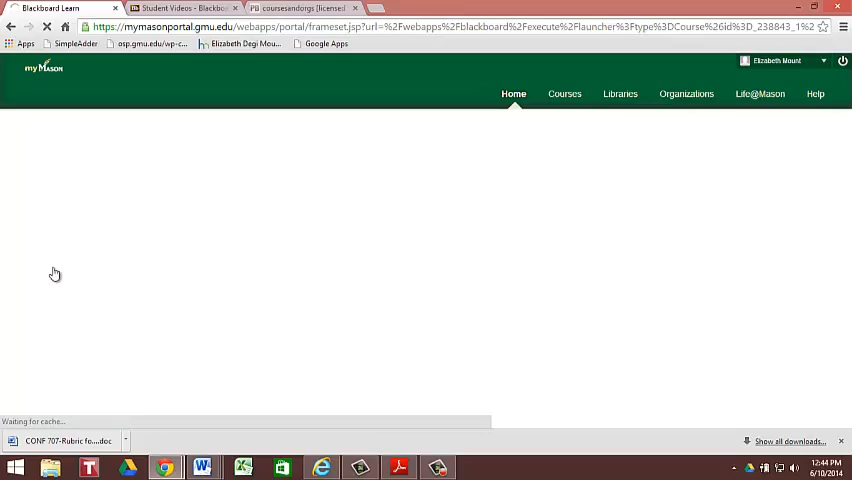 Blackboard Learn
Student Videos – Blackboa
PB coursesandorgs [licensed
https://mymasonportal.gmu.edu/webapps/portal/frameset.jsp?url=%2Fwebapps%2Fblackboard%2Fexecute%2Flauncher%3Ftype%3DCourse%26id%3D_238843_1%2
Apps
SimpleAdder
osp.gmu.edu/wp-c...
Elizabeth Degi Mou...
Google Apps
myMason
Elizabeth Mount
Home
Courses
Libraries
Organizations
Life@Mason
Help
Waiting for cache...
CONF 707-Rubric fo....doc
Show all downloads...
12:44 PM
6/10/2014